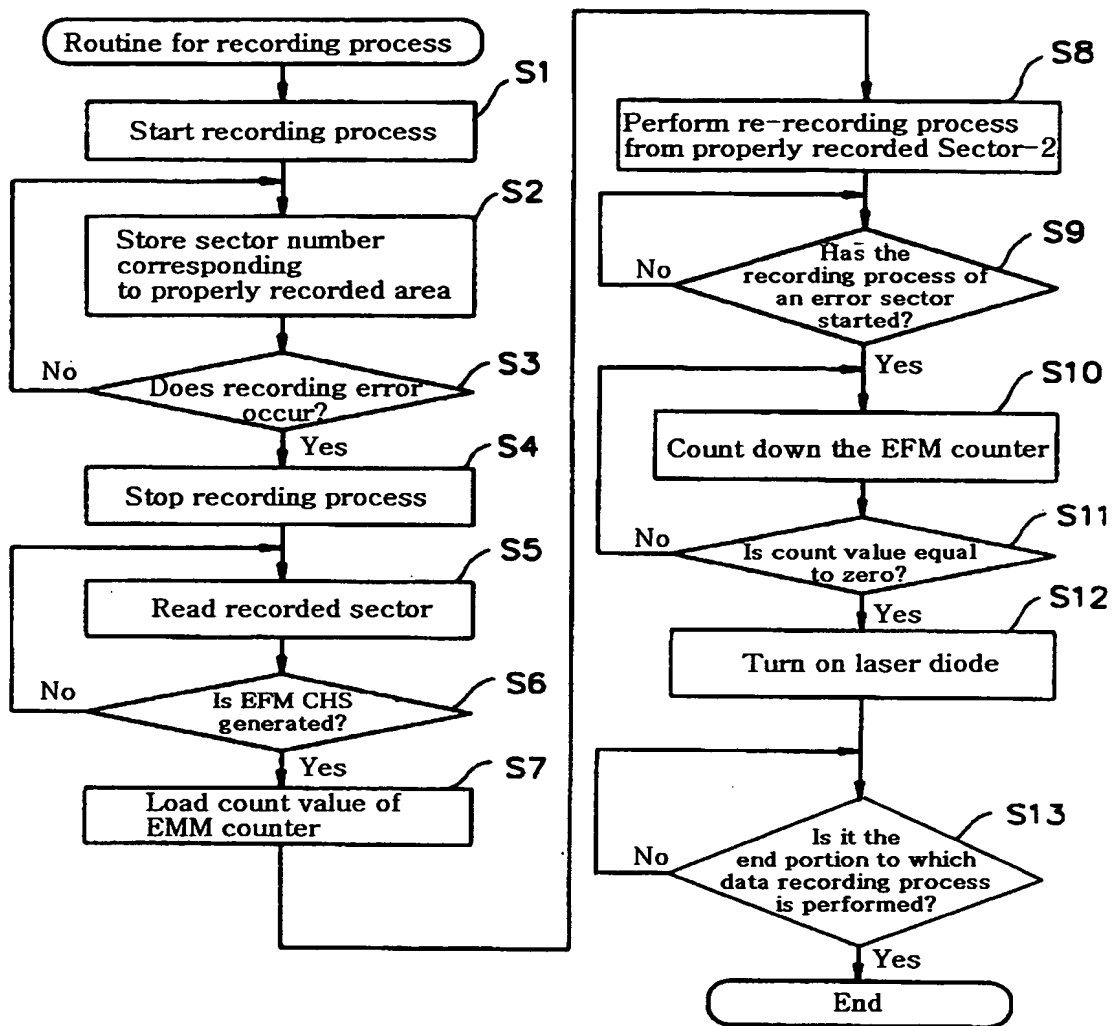 Routine for recording process
S1
Start recording process
S2
Store sector number
corresponding
to properly recorded area
S3
No
Does recording error
occur?
Yes
S4
Stop recording process
S5
Read recorded sector
S6
No
Is EFM CHS
generated?
Yes
S7
Load count value of
EMM counter
S8
Perform re-recording process
from properly recorded Sector-2
S9
No
Has the
recording process of
an error sector
started?
Yes
S10
Count down the EFM counter
S11
No
Is count value equal
to zero?
Yes
S12
Turn on laser diode
S13
No
Is it the
end portion to which
data recording process
is performed?
Yes
End